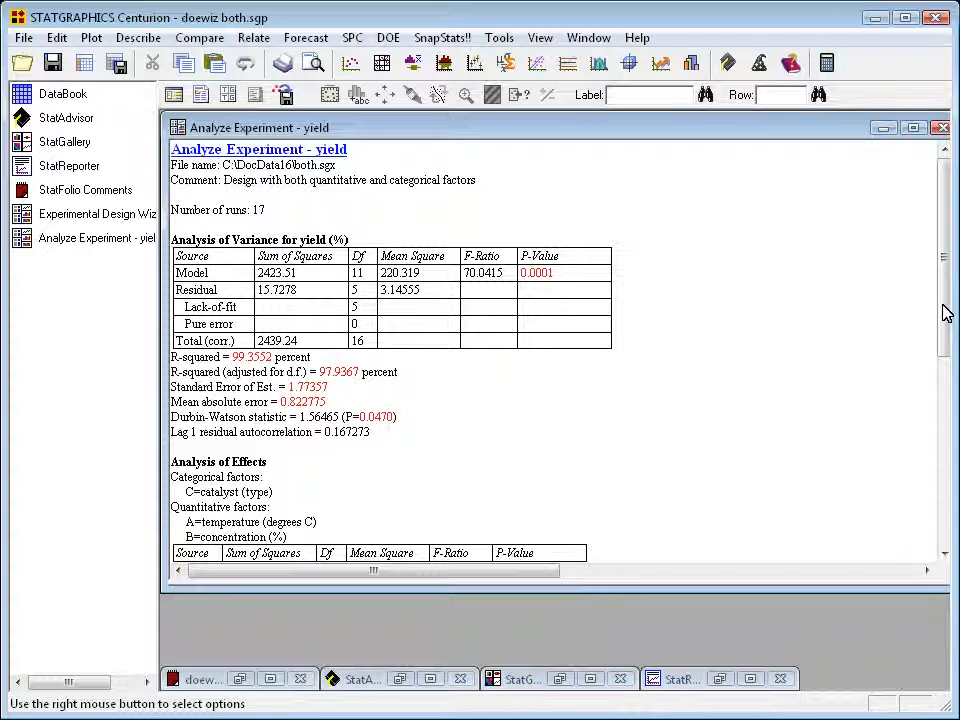 STATGRAPHICS Centurion - doewiz both.sgp
File Edit Plot Describe Compare Relate Forecast SPC DOE SnapStats!! Tools View Window Help
Label: Row:
DataBook
StatAdvisor
StatGallery
StatReporter
StatFolio Comments
Experimental Design Wiz
Analyze Experiment - yiel
Analyze Experiment - yield
Analyze Experiment - yield
File name: C:\DocData16\both.sgx
Comment: Design with both quantitative and categorical factors
Number of runs: 17
Analysis of Variance for yield (%)
Source Sum of Squares Df Mean Square F-Ratio P-Value
Model 2423.51 11 220.319 70.0415 0.0001
Residual 15.7278 5 3.14555
Lack-of-fit 5
Pure error 0
Total (corr.) 2439.24 16
R-squared = 99.3552 percent
R-squared (adjusted for d.f.) = 97.9367 percent
Standard Error of Est. = 1.77357
Mean absolute error = 0.822775
Durbin-Watson statistic = 1.56465 (P=0.0470)
Lag 1 residual autocorrelation = 0.167273
Analysis of Effects
Categorical factors:
C=catalyst (type)
Quantitative factors:
A=temperature (degrees C)
B=concentration (%)
Source Sum of Squares Df Mean Square F-Ratio P-Value
doew... StatA... StatG... StatR...
Use the right mouse button to select options